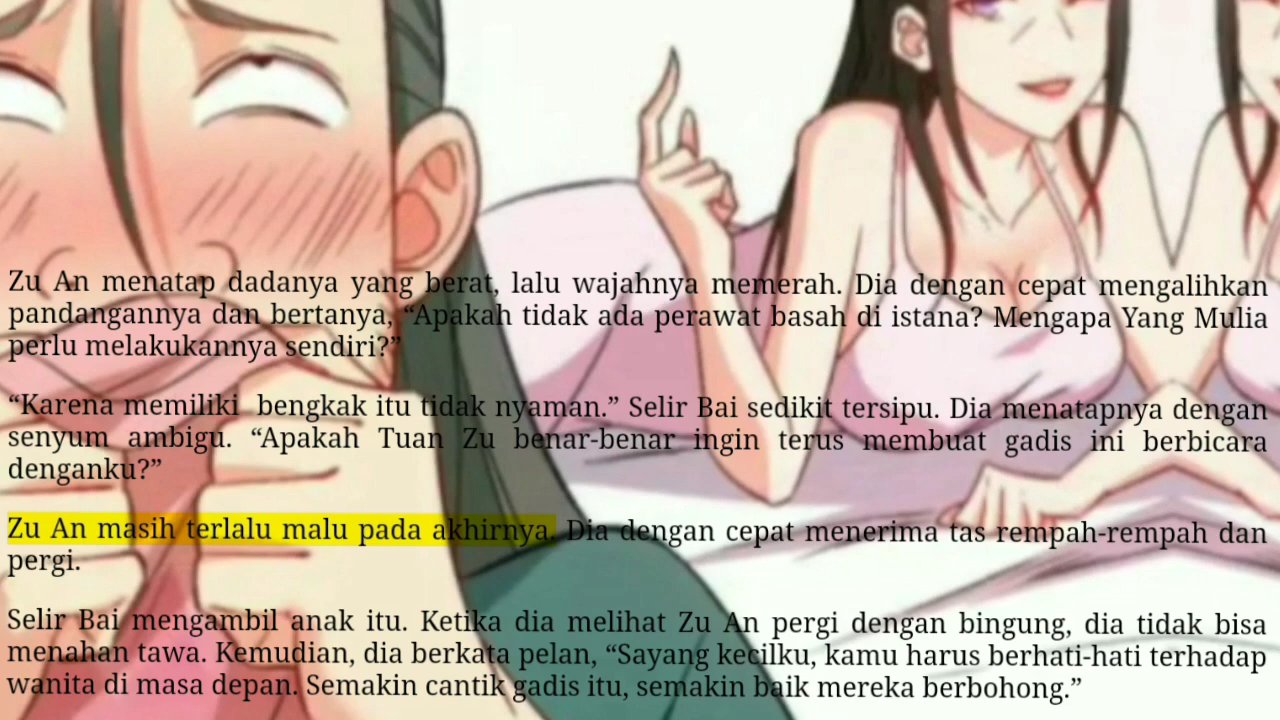 Zu An menatap dadanya yang berat, lalu wajahnya memerah. Dia dengan cepat mengalihkan
pandangannya dan bertanya, “Apakah tidak ada perawat basah di istana? Mengapa Yang Mulia
perlu melakukannya sendiri?”
“Karena memiliki bengkak itu tidak nyaman.” Selir Bai sedikit tersipu. Dia menatapnya dengan
senyum ambigu. “Apakah Tuan Zu benar-benar ingin terus membuat gadis ini berbicara
denganku?”
Zu An masih terlalu malu pada akhirnya. Dia dengan cepat menerima tas rempah-rempah dan
pergi.
Selir Bai mengambil anak itu. Ketika dia melihat Zu An pergi dengan bingung, dia tidak bisa
menahan tawa. Kemudian, dia berkata pelan, “Sayang kecilku, kamu harus berhati-hati terhadap
wanita di masa depan. Semakin cantik gadis itu, semakin baik mereka berbohong.”